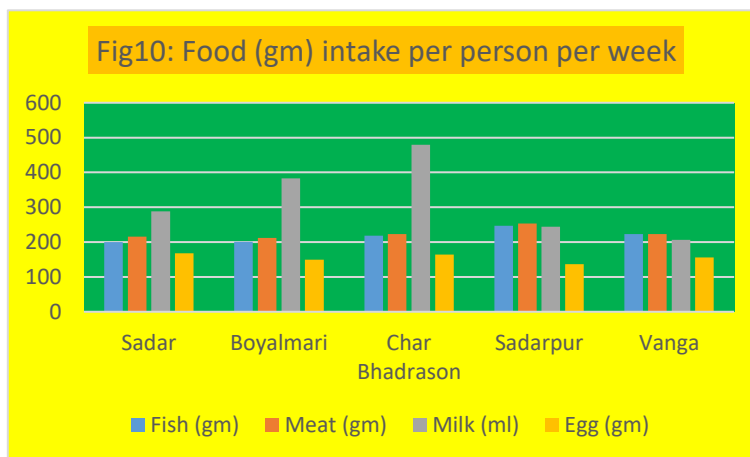 Fig10: Food (gm) intake per person per week
600
500
400
300
200
100
0
Sadar Boyalmari Char Bhadrason Sadarpur Vanga
Fish (gm) Meat (gm) Milk (ml) Egg (gm)